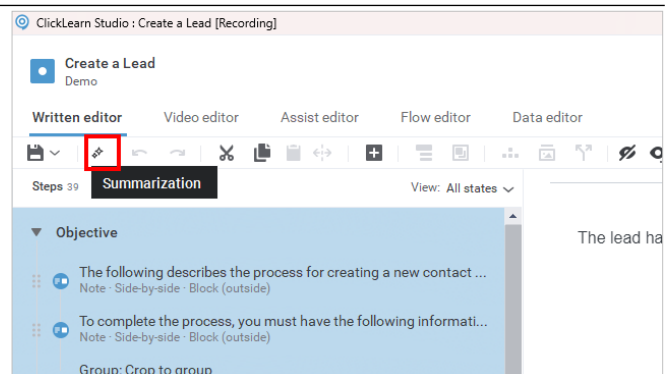 ClickLearn Studio : Create a Lead [Recording]
Create a Lead
Demo
Written editor Video editor Assist editor Flow editor Data editor
Summarization
Steps 39 View: All states
Objective
The following describes the process for creating a new contact ...
Note · Side-by-side · Block (outside)
To complete the process, you must have the following informati...
Note · Side-by-side · Block (outside)
Group: Crop to group
The lead ha